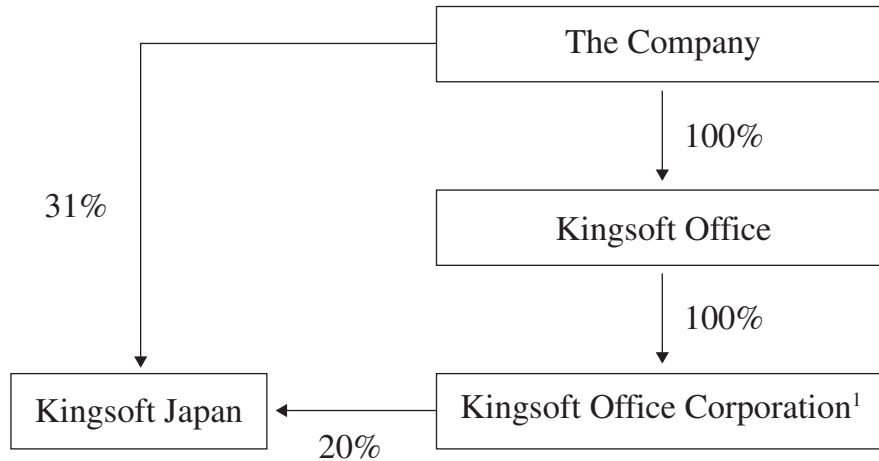 The Company
100%
31%
Kingsoft Office
100%
Kingsoft Japan
Kingsoft Office Corporation¹
20%